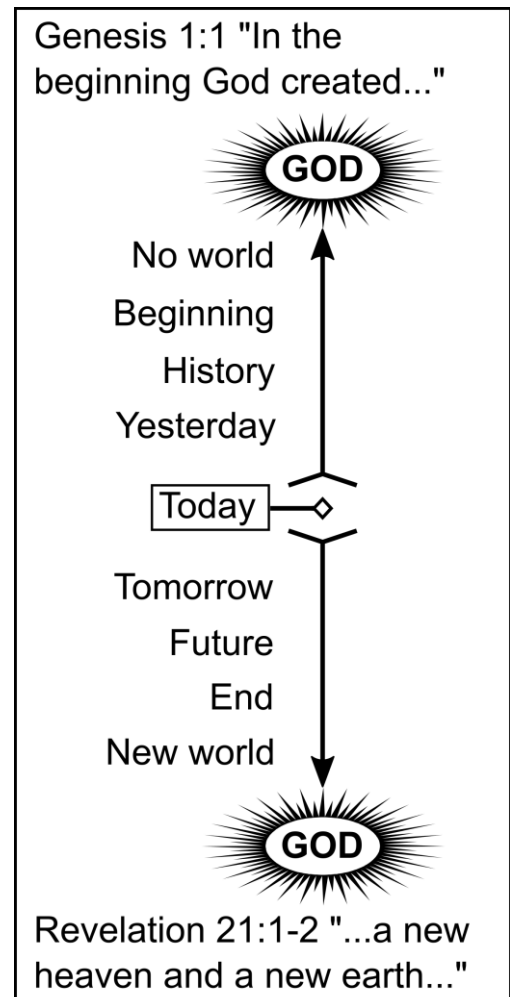 Genesis 1:1 "In the
beginning God created..."
GOD
No world
Beginning
History
Yesterday
Today
Tomorrow
Future
End
New world
GOD
Revelation 21:1-2 "...a new
heaven and a new earth..."